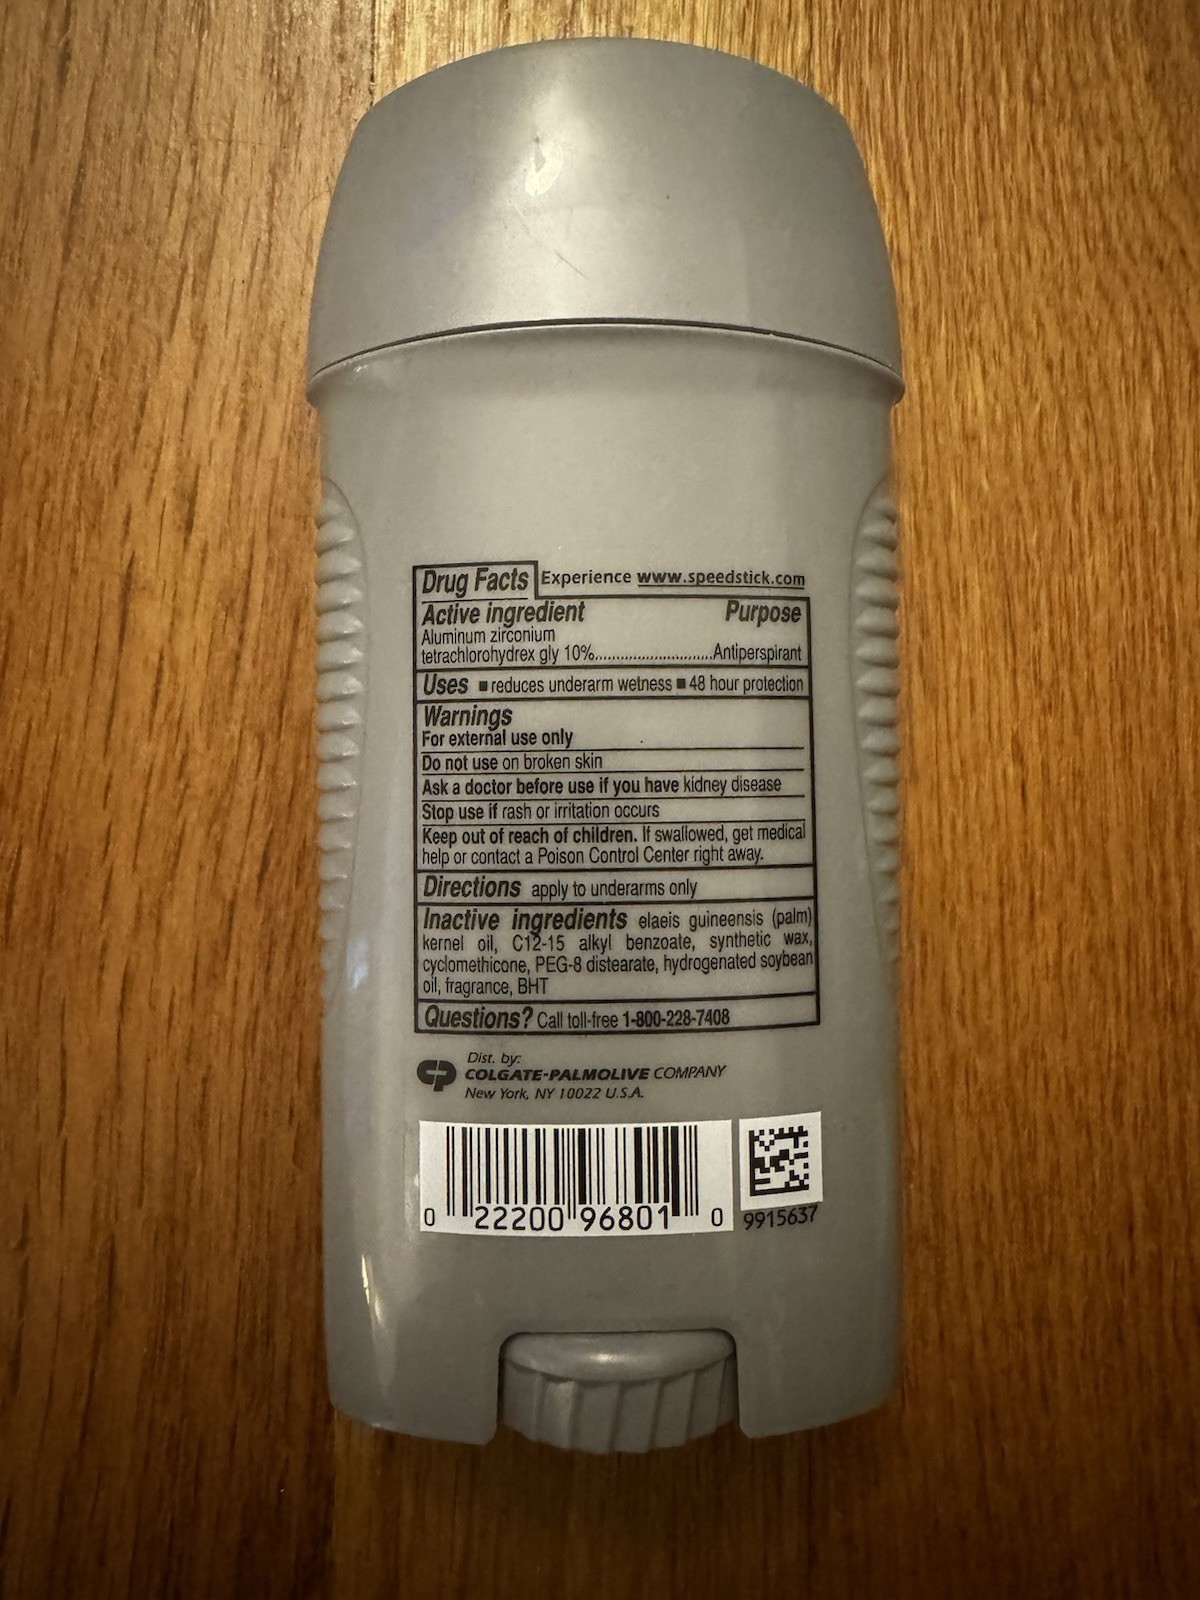 Drug Facts Experience www.speedstick.com
Active ingredient Purpose
Aluminum zirconium
tetrachlorohydrex gly 10%............................Antiperspirant
Uses ■ reduces underarm wetness ■ 48 hour protection
Warnings
For external use only
Do not use on broken skin
Ask a doctor before use if you have kidney disease
Stop use if rash or irritation occurs
Keep out of reach of children. If swallowed, get medical
help or contact a Poison Control Center right away.
Directions apply to underarms only
Inactive ingredients elaeis guineensis (palm)
kernel oil, C12-15 alkyl benzoate, synthetic wax,
cyclomethicone, PEG-8 distearate, hydrogenated soybean
oil, fragrance, BHT
Questions? Call toll-free 1-800-228-7408
CP
Dist. by:
COLGATE-PALMOLIVE COMPANY
New York, NY 10022 U.S.A.
0 22200 96801 0
9915637